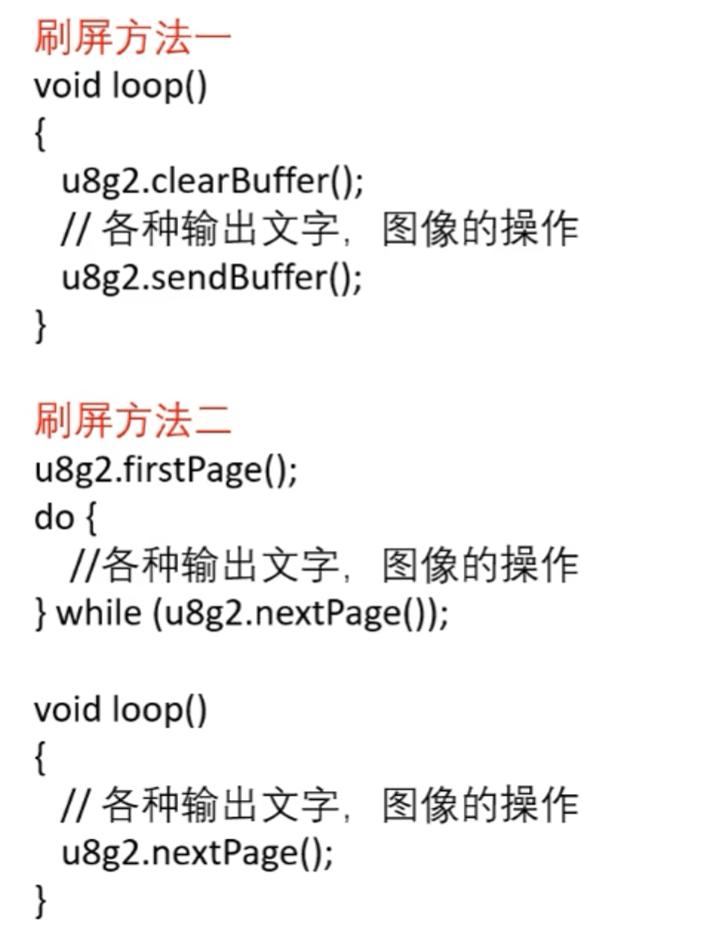 刷屏方法一
void loop()
{
u8g2.clearBuffer();
// 各种输出文字，图像的操作
u8g2.sendBuffer();
}
刷屏方法二
u8g2.firstPage();
do {
//各种输出文字，图像的操作
} while (u8g2.nextPage());
void loop()
{
// 各种输出文字，图像的操作
u8g2.nextPage();
}